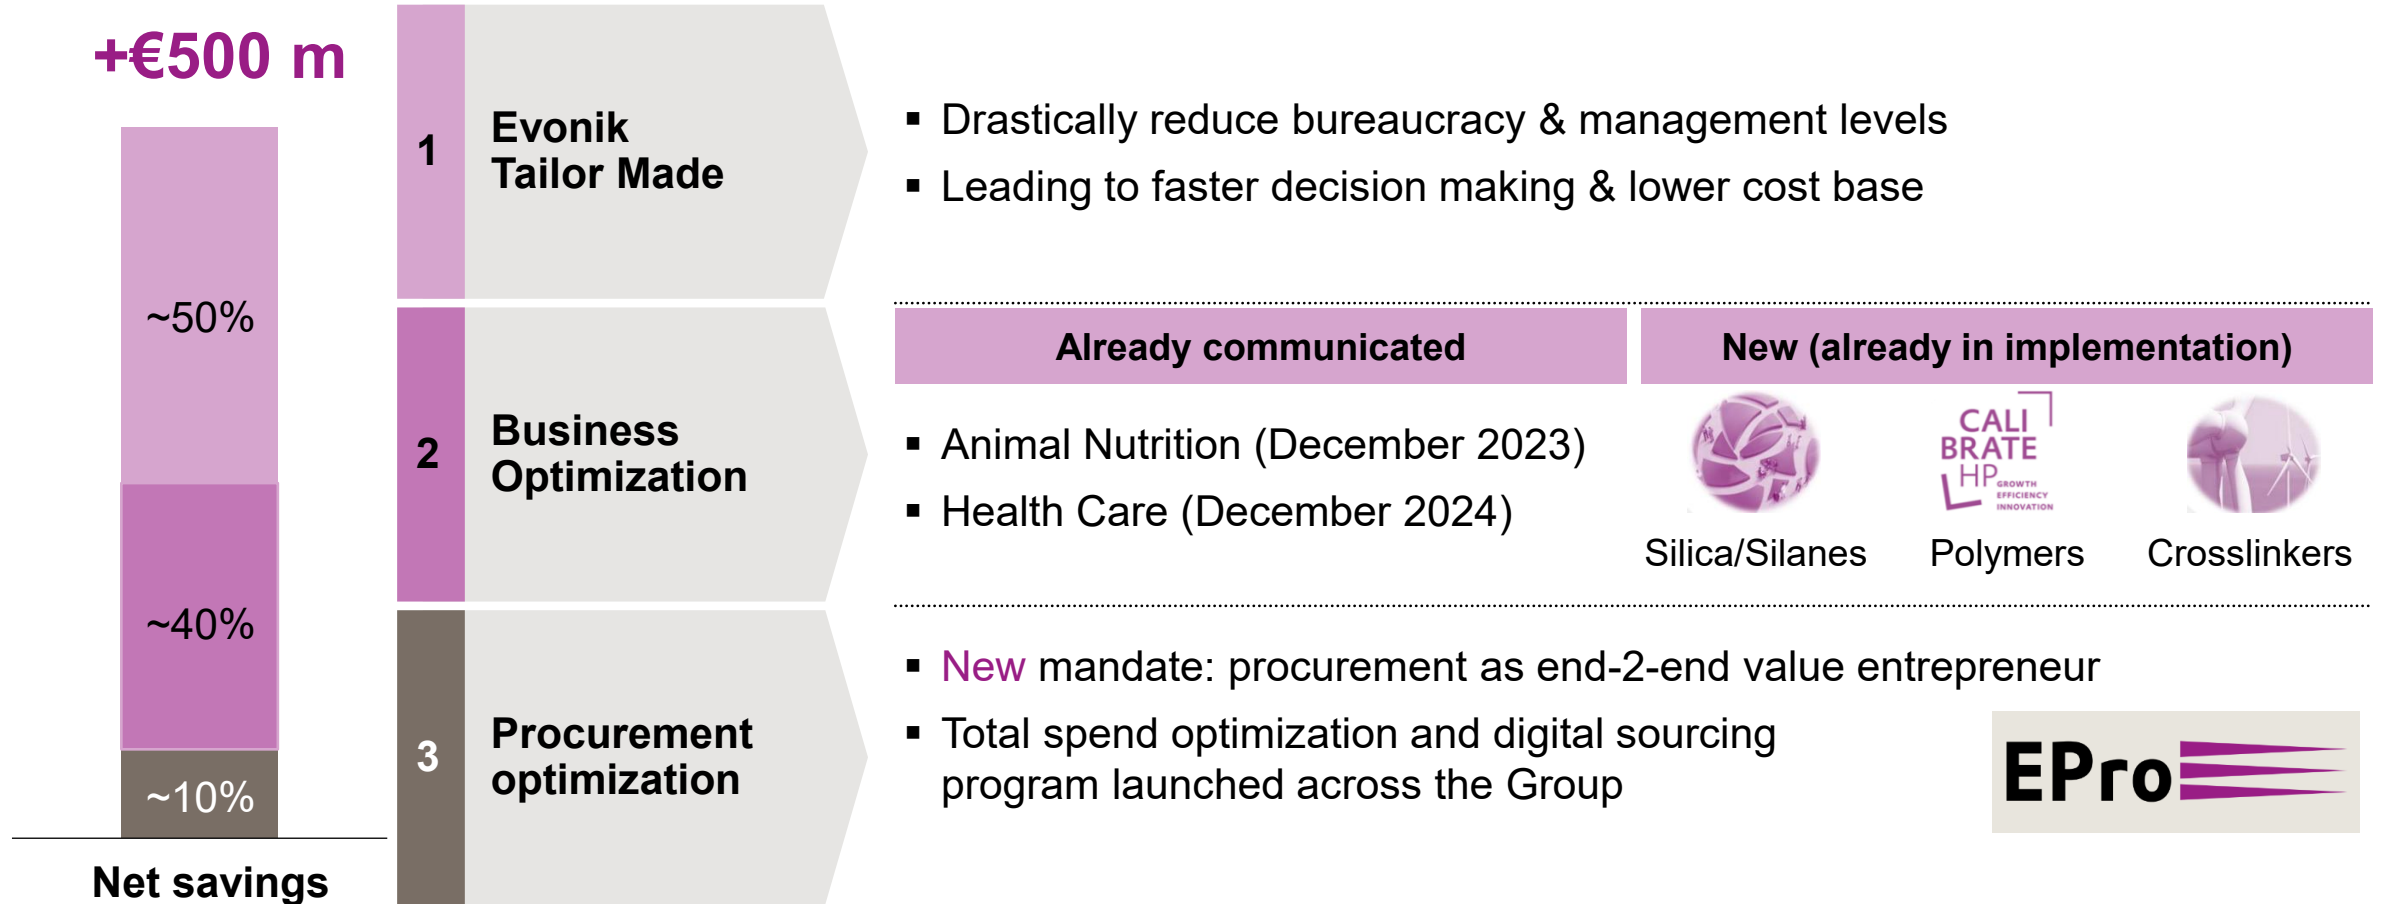 +€500 m
~50%
~40%
~10%
Net savings
1
Evonik
Tailor Made
▪ Drastically reduce bureaucracy & management levels
▪ Leading to faster decision making & lower cost base
2
Business
Optimization
Already communicated
▪ Animal Nutrition (December 2023)
▪ Health Care (December 2024)
New (already in implementation)
CALI
BRATE
HP
GROWTH
EFFICIENCY
INNOVATION
Silica/Silanes
Polymers
Crosslinkers
3
Procurement
optimization
▪ New mandate: procurement as end-2-end value entrepreneur
▪ Total spend optimization and digital sourcing
program launched across the Group
EPro